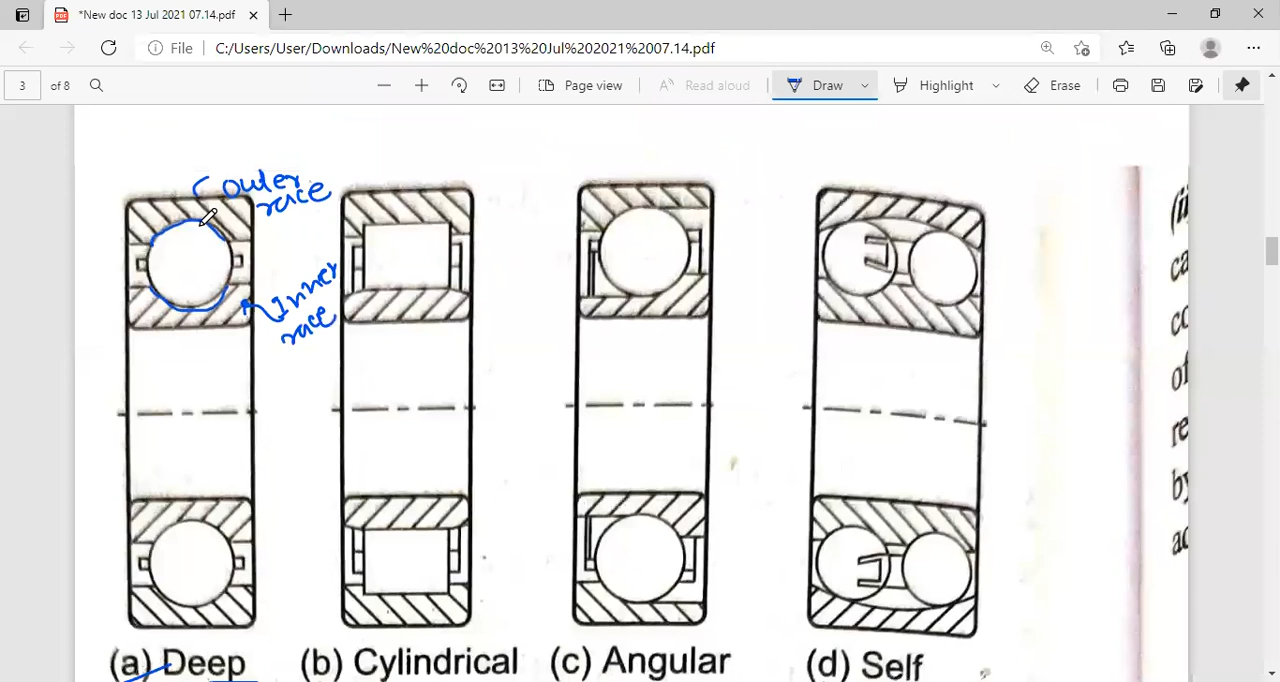 *New doc 13 Jul 2021 07.14.pdf
File
C:/Users/User/Downloads/New%20doc%2013%20Jul%202021%2007.14.pdf
3 of 8
Page view
Read aloud
Draw
Highlight
Erase
outer
race
Inner
race
(a) Deep
(b) Cylindrical
(c) Angular
(d) Self